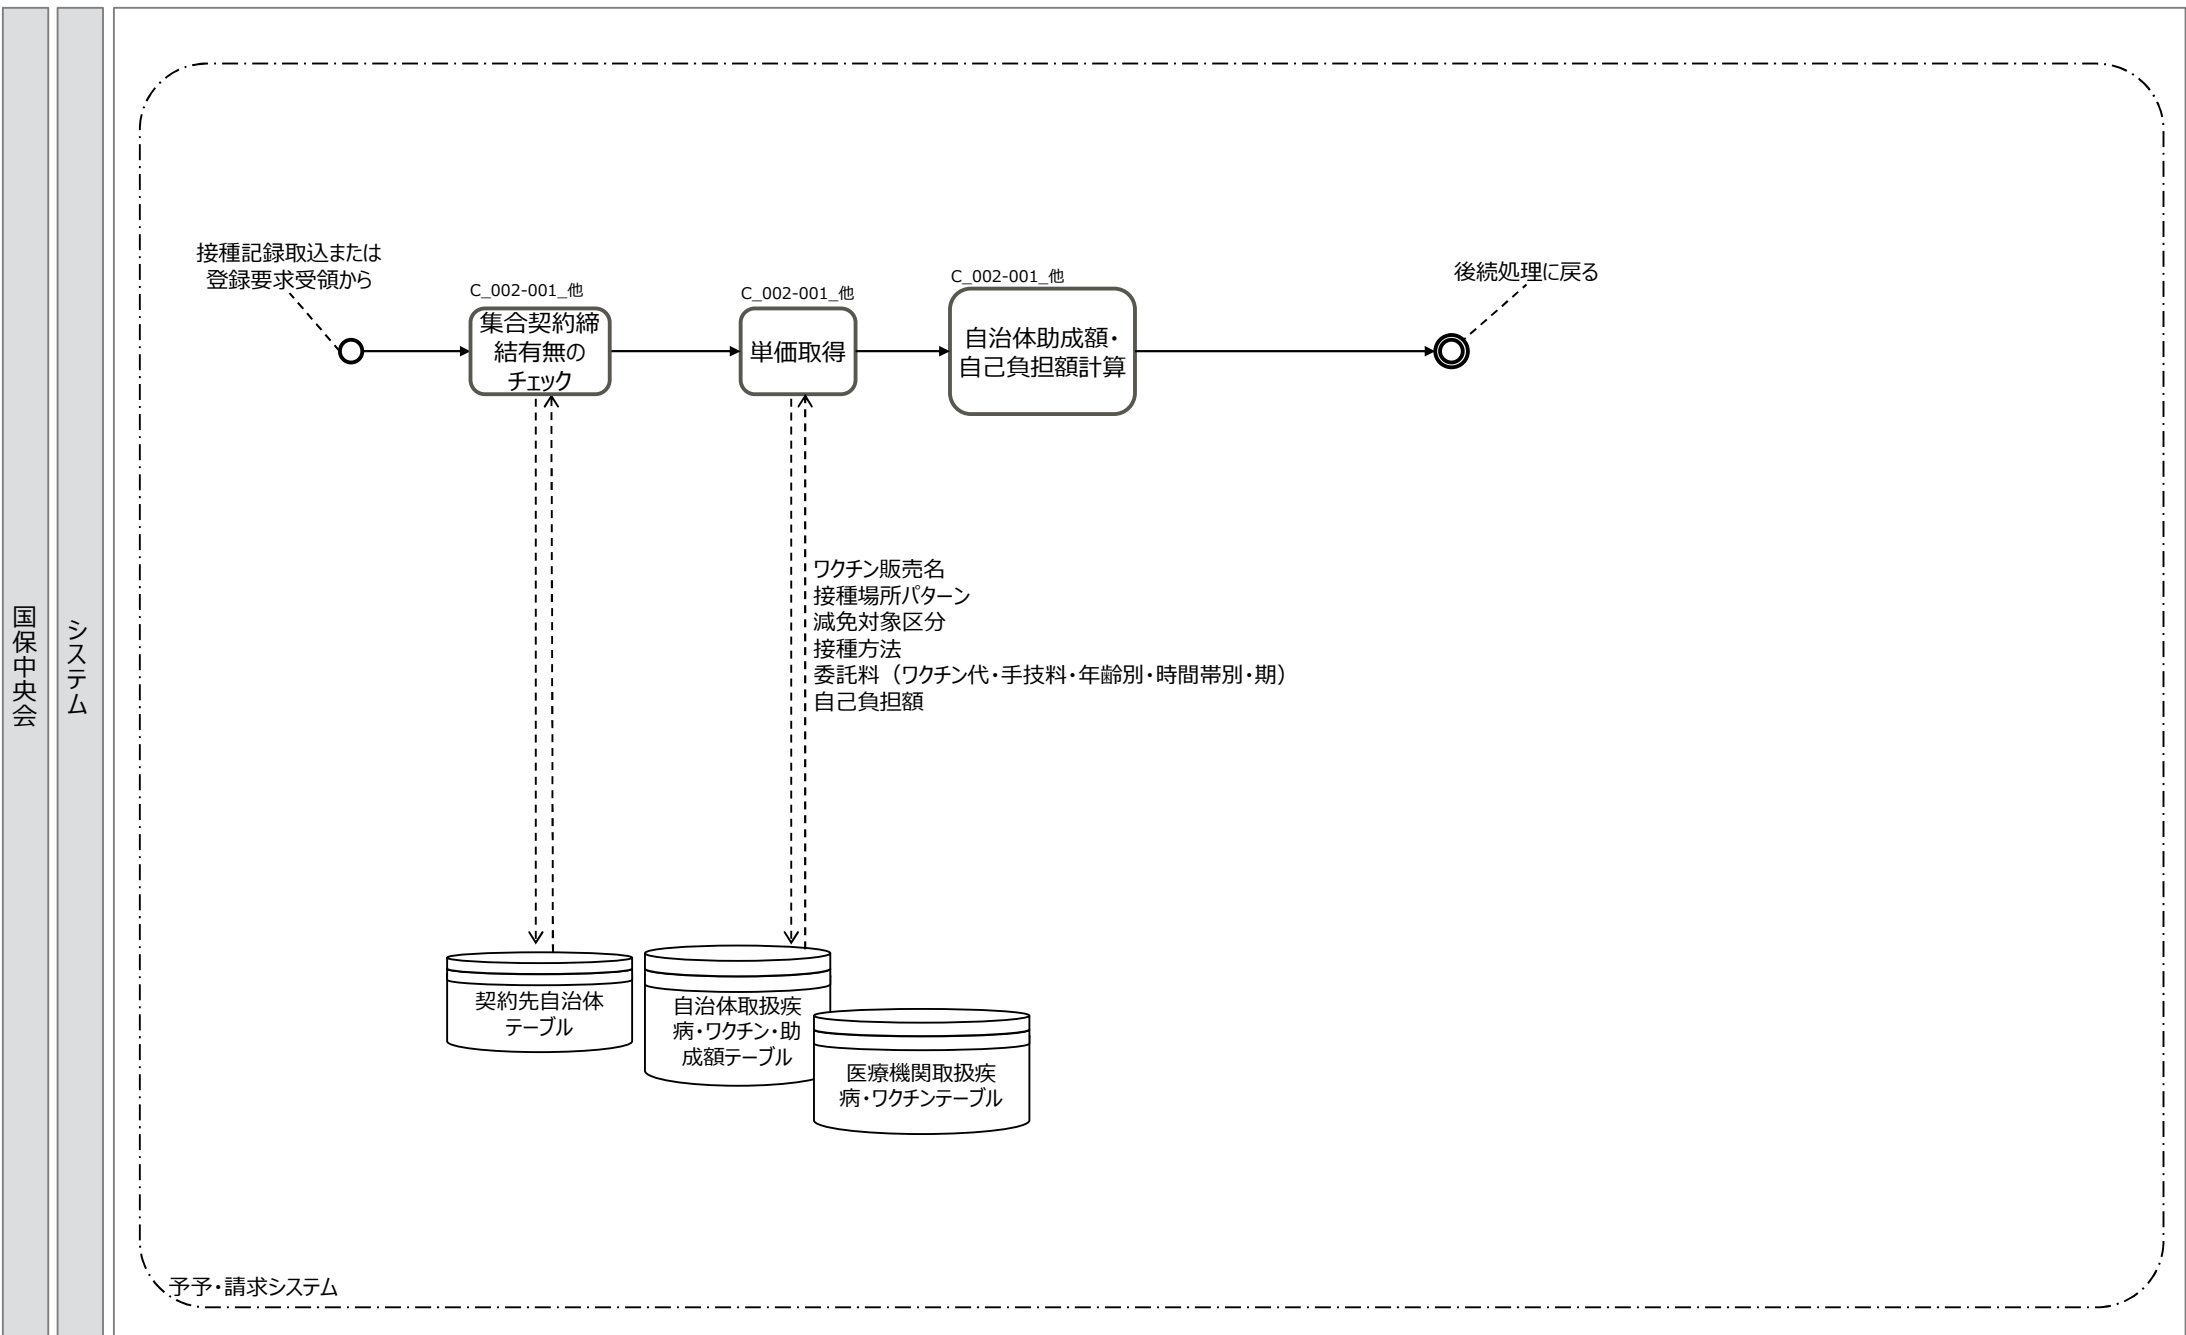 国保中央会
システム
接種記録取込または
登録要求受領から
C_002-001_他
集合契約締
結有無の
チェック
C_002-001_他
単価取得
C_002-001_他
自治体助成額・
自己負担額計算
後続処理に戻る
ワクチン販売名
接種場所パターン
減免対象区分
接種方法
委託料（ワクチン代・手技料・年齢別・時間帯別・期）
自己負担額
契約先自治体
テーブル
自治体取扱疾
病・ワクチン・助
成額テーブル
医療機関取扱疾
病・ワクチンテーブル
予予・請求システム